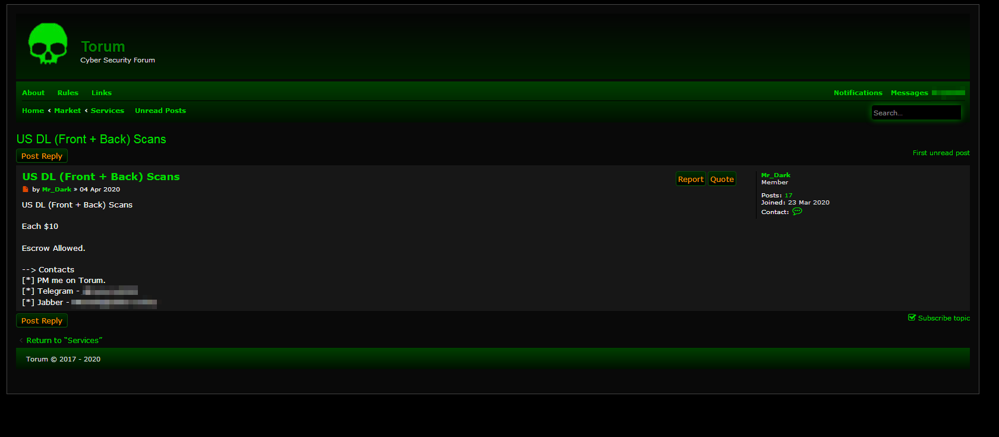 Torum
Cyber Security Forum
About Rules Links
Notifications Messages
Home ‹ Market ‹ Services Unread Posts
Search...
US DL (Front + Back) Scans
Post Reply
First unread post
US DL (Front + Back) Scans
by Mr_Dark » 04 Apr 2020
Report Quote
Mr_Dark
Member
Posts: 17
Joined: 23 Mar 2020
Contact:
US DL (Front + Back) Scans
Each $10
Escrow Allowed.
--> Contacts
[*] PM me on Torum.
[*] Telegram -
[*] Jabber -
Post Reply
Subscribe topic
‹ Return to “Services”
Torum © 2017 - 2020